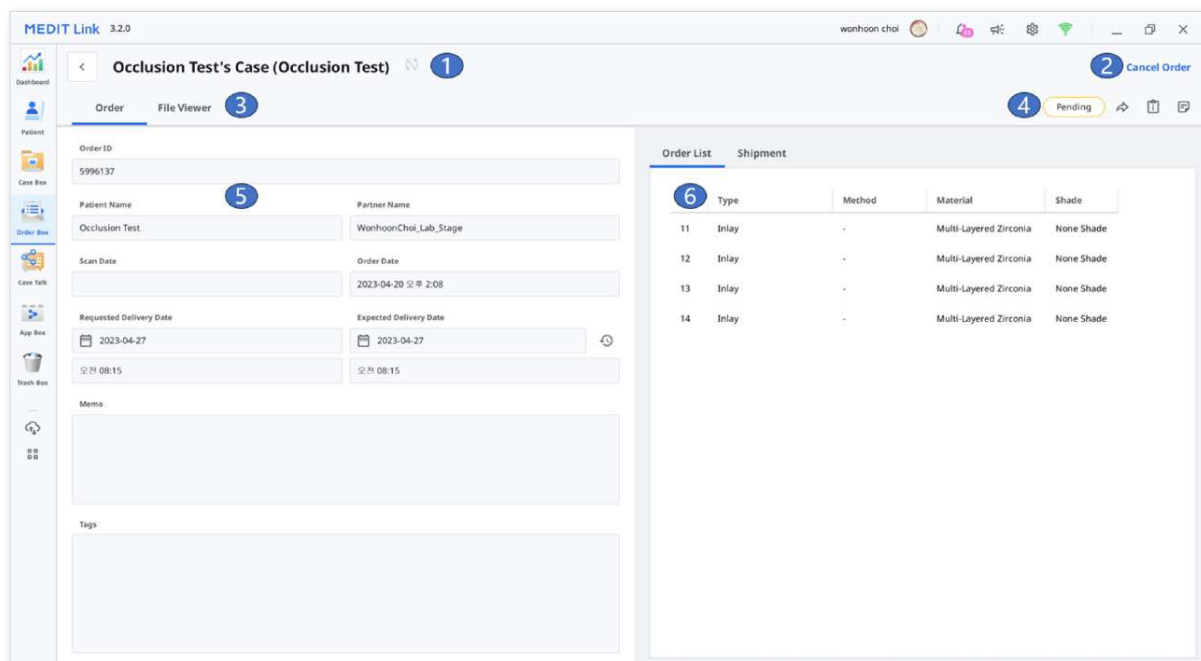 MEDIT Link 3.2.0
wonhoon choi
Dashboard
Patient
Case Box
Order Box
Case Talk
App Box
Trash Box
Occlusion Test's Case (Occlusion Test) 1
2 Cancel Order
Order File Viewer 3
4 Pending
Order ID
5996137
5
Patient Name Partner Name
Occlusion Test WonhoonChoi_Lab_Stage
Scan Date Order Date
2023-04-20 오후 2:08
Requested Delivery Date Expected Delivery Date
2023-04-27 2023-04-27
오전 08:15 오전 08:15
Memo
Tags
Order List Shipment
6 Type Method Material Shade
11 Inlay - Multi-Layered Zirconia None Shade
12 Inlay - Multi-Layered Zirconia None Shade
13 Inlay - Multi-Layered Zirconia None Shade
14 Inlay - Multi-Layered Zirconia None Shade